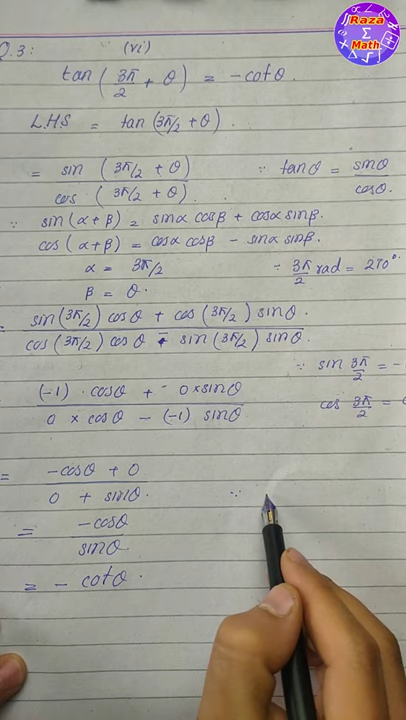 Raza
Σ
Math
Q.3: (vi)
tan(3π/2 + θ) = -cotθ.
L.H.S = tan(3π/2 + θ).
= sin (3π/2 + θ) / cos (3π/2 + θ). ∵ tanθ = sinθ / cosθ.
∵ sin(α+β) = sinα cosβ + cosα sinβ.
cos(α+β) = cosα cosβ - sinα sinβ.
α = 3π/2 ∵ 3π/2 rad = 270°
β = θ.
= sin(3π/2) cosθ + cos(3π/2) sinθ. / cos(3π/2) cosθ - sin(3π/2) sinθ.
∵ sin 3π/2 = -
(-1) · cosθ + 0×sinθ / 0 × cosθ - (-1) sinθ
cos 3π/2 =
= -cosθ + 0 / 0 + sinθ. ∵
= -cosθ / sinθ
= - cotθ.